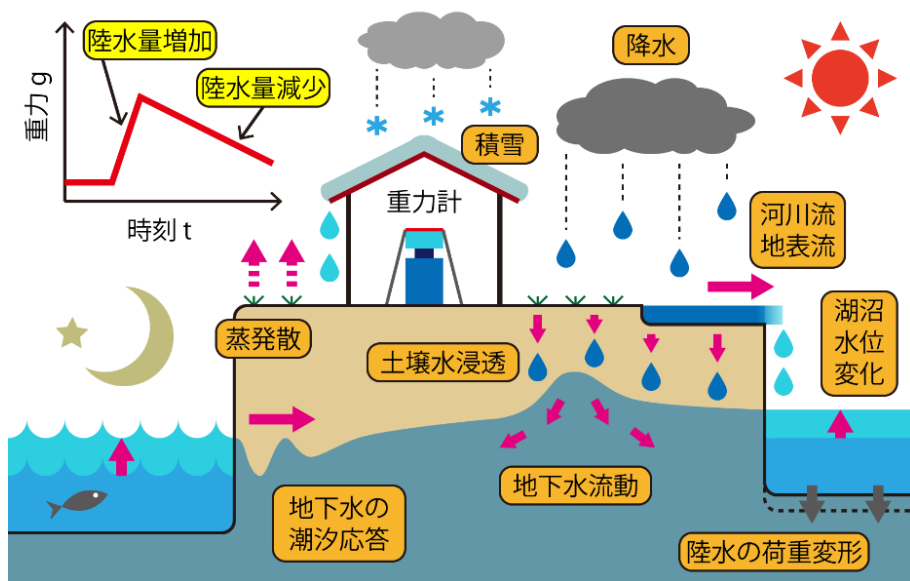 陸水量増加
陸水量減少
重力 g
時刻 t
降水
積雪
重力計
河川流
地表流
蒸発散
土壌水浸透
湖沼
水位
変化
地下水の
潮汐応答
地下水流動
陸水の荷重変形